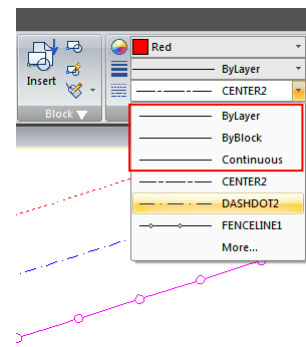 Red
ByLayer
Insert
CENTER2
Block
ByLayer
ByBlock
Continuous
CENTER2
DASHDOT2
FENCELINE1
More...